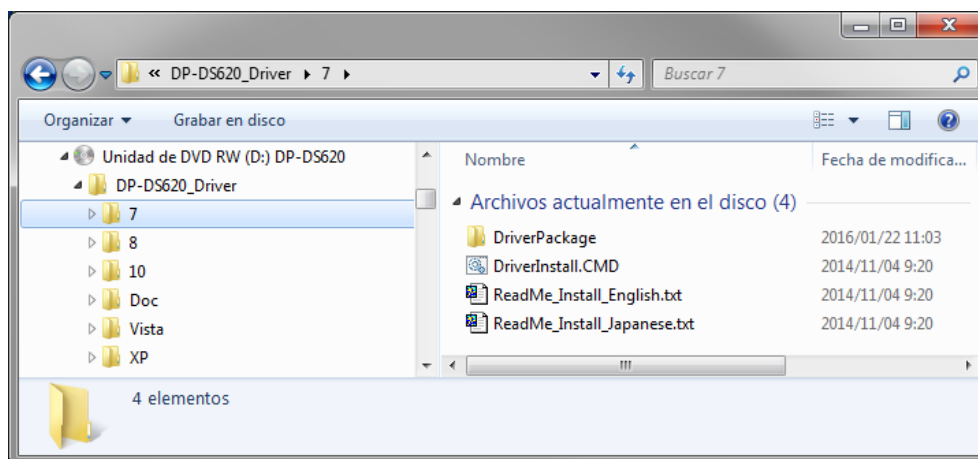 « DP-DS620_Driver ▸ 7 ▸
Buscar 7
Organizar
Grabar en disco
Unidad de DVD RW (D:) DP-DS620
DP-DS620_Driver
7
8
10
Doc
Vista
XP
Nombre Fecha de modifica...
Archivos actualmente en el disco (4)
DriverPackage 2016/01/22 11:03
DriverInstall.CMD 2014/11/04 9:20
ReadMe_Install_English.txt 2014/11/04 9:20
ReadMe_Install_Japanese.txt 2014/11/04 9:20
4 elementos